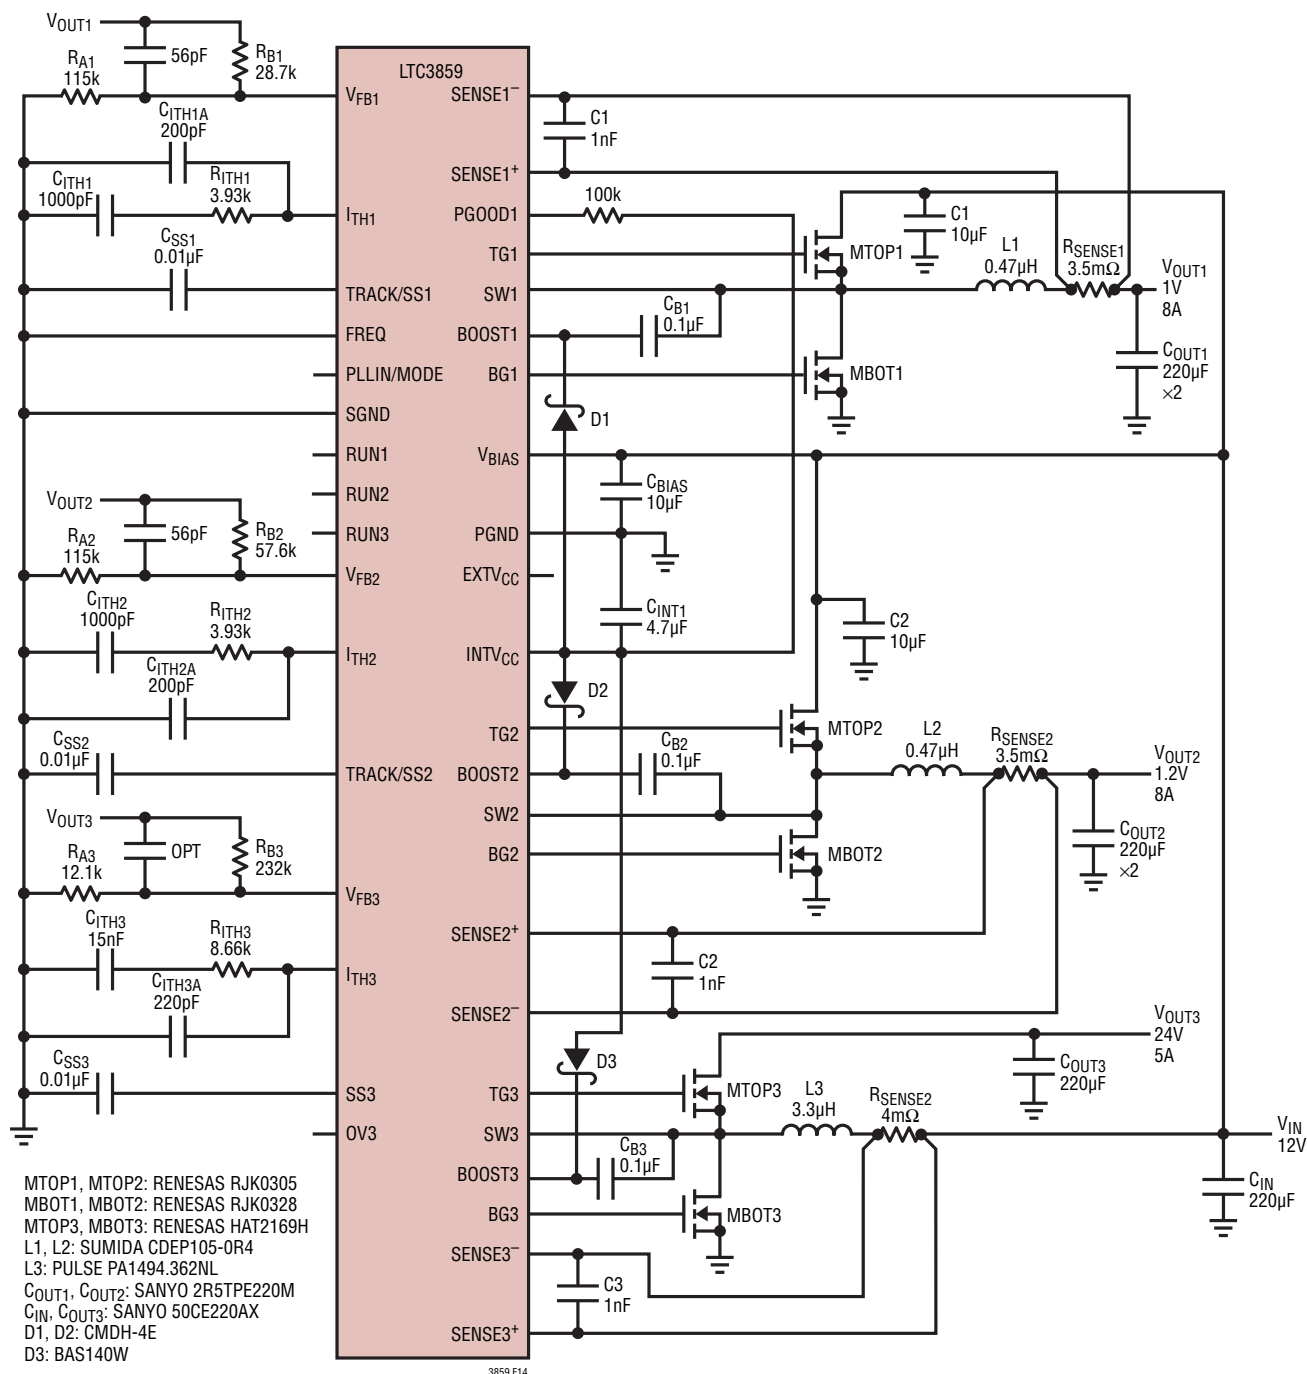 VOUT1
RA1
115k
56pF
RB1
28.7k
CITH1A
200pF
CITH1
1000pF
RITH1
3.93k
CSS1
0.01µF
VOUT2
RA2
115k
56pF
RB2
57.6k
CITH2
1000pF
RITH2
3.93k
CITH2A
200pF
CSS2
0.01µF
VOUT3
RA3
12.1k
OPT
RB3
232k
CITH3
15nF
RITH3
8.66k
CITH3A
220pF
CSS3
0.01µF
LTC3859
VFB1
ITH1
TRACK/SS1
FREQ
PLLIN/MODE
SGND
RUN1
RUN2
RUN3
VFB2
ITH2
TRACK/SS2
VFB3
ITH3
SS3
OV3
SENSE1–
SENSE1+
PGOOD1
TG1
SW1
BOOST1
BG1
VBIAS
PGND
EXTVCC
INTVCC
TG2
BOOST2
SW2
BG2
SENSE2+
SENSE2–
TG3
SW3
BOOST3
BG3
SENSE3–
SENSE3+
C1
1nF
100k
MTOP1
C1
10µF
L1
0.47µH
RSENSE1
3.5mΩ
VOUT1
1V
8A
CB1
0.1µF
MBOT1
COUT1
220µF
×2
D1
CBIAS
10µF
CINT1
4.7µF
C2
10µF
D2
MTOP2
L2
0.47µH
RSENSE2
3.5mΩ
VOUT2
1.2V
8A
CB2
0.1µF
MBOT2
COUT2
220µF
×2
C2
1nF
VOUT3
24V
5A
COUT3
220µF
D3
MTOP3
L3
3.3µH
RSENSE2
4mΩ
VIN
12V
CB3
0.1µF
CIN
220µF
MBOT3
C3
1nF
MTOP1, MTOP2: RENESAS RJK0305
MBOT1, MBOT2: RENESAS RJK0328
MTOP3, MBOT3: RENESAS HAT2169H
L1, L2: SUMIDA CDEP105-0R4
L3: PULSE PA1494.362NL
COUT1, COUT2: SANYO 2R5TPE220M
CIN, COUT3: SANYO 50CE220AX
D1, D2: CMDH-4E
D3: BAS140W
3859 F14